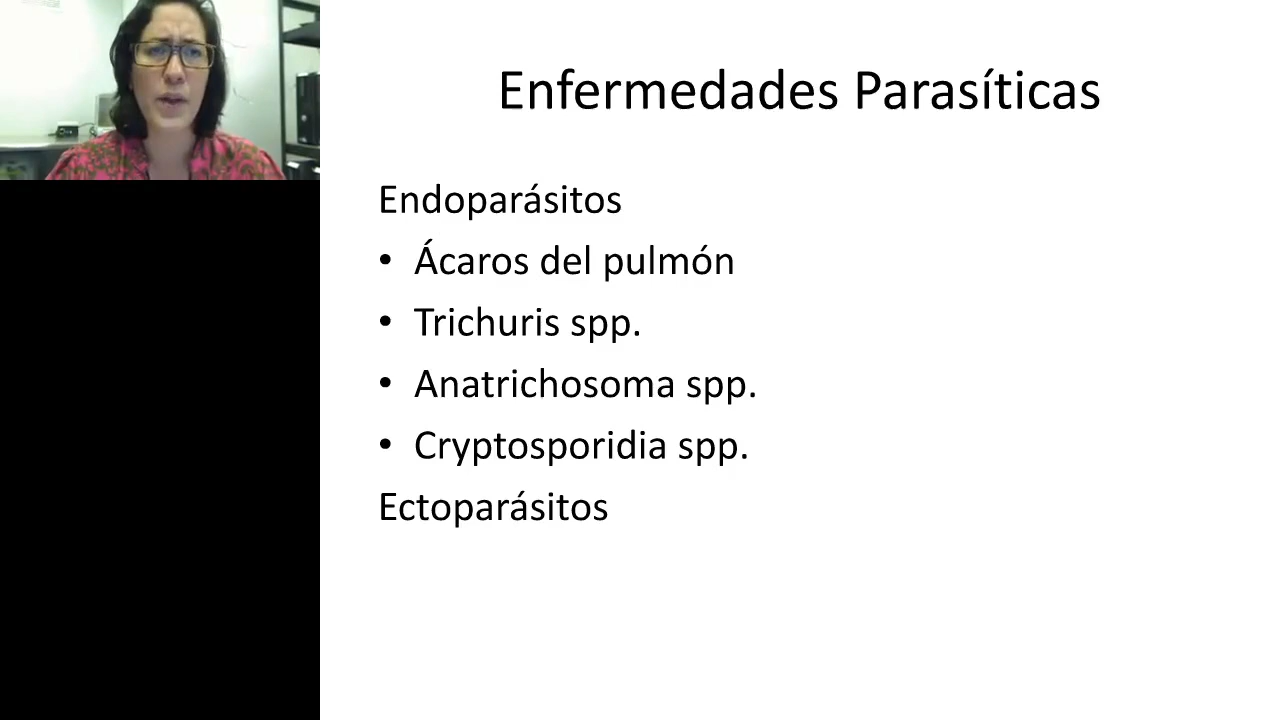 Enfermedades Parasíticas
Endoparásitos
• Ácaros del pulmón
• Trichuris spp.
• Anatrichosoma spp.
• Cryptosporidia spp.
Ectoparásitos